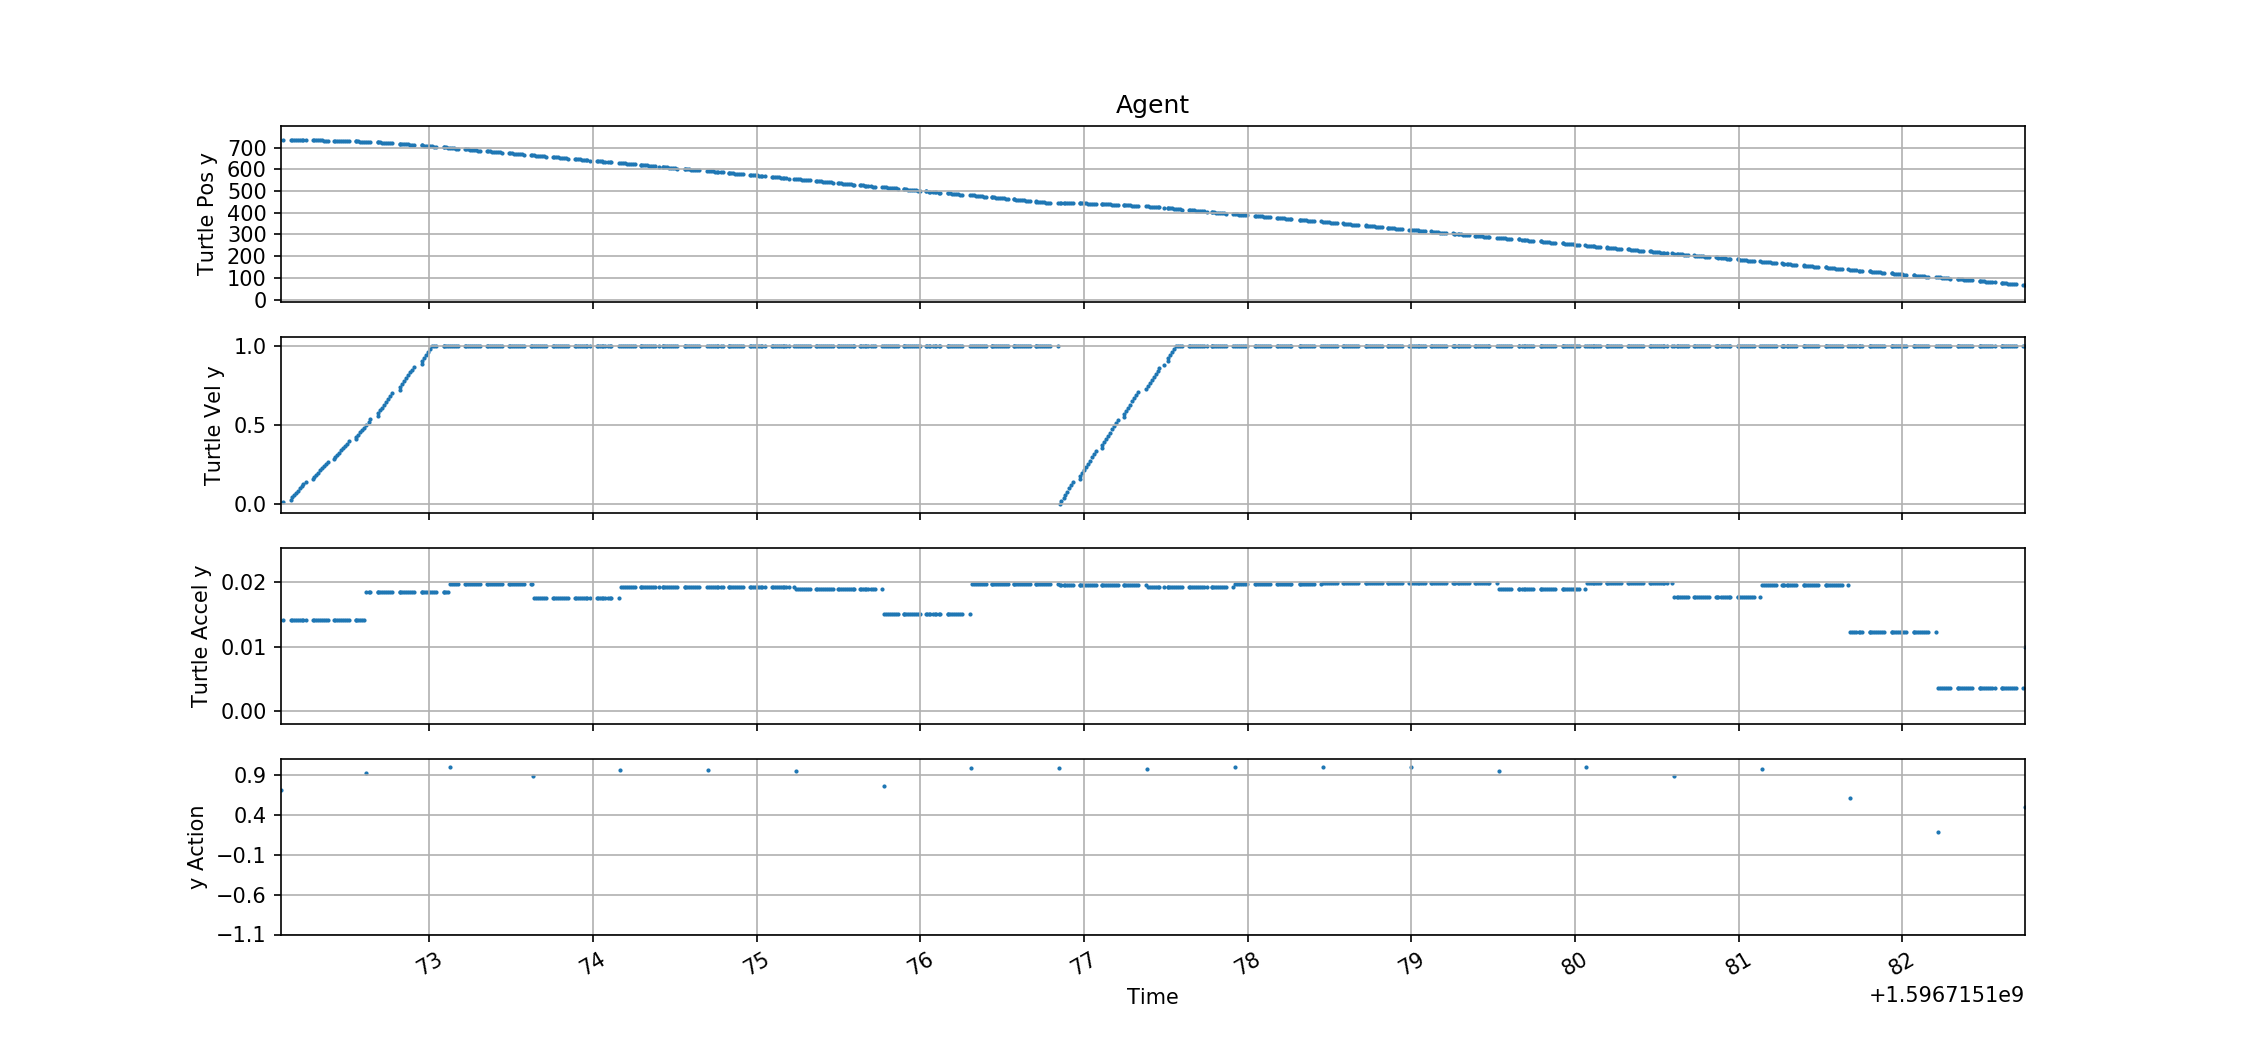 Agent
Turtle Pos y
700
600
500
400
300
200
100
0
Turtle Vel y
1.0
0.5
0.0
Turtle Accel y
0.02
0.01
0.00
y Action
0.9
0.4
−0.1
−0.6
−1.1
73 74 75 76 77 78 79 80 81 82
Time
+1.5967151e9